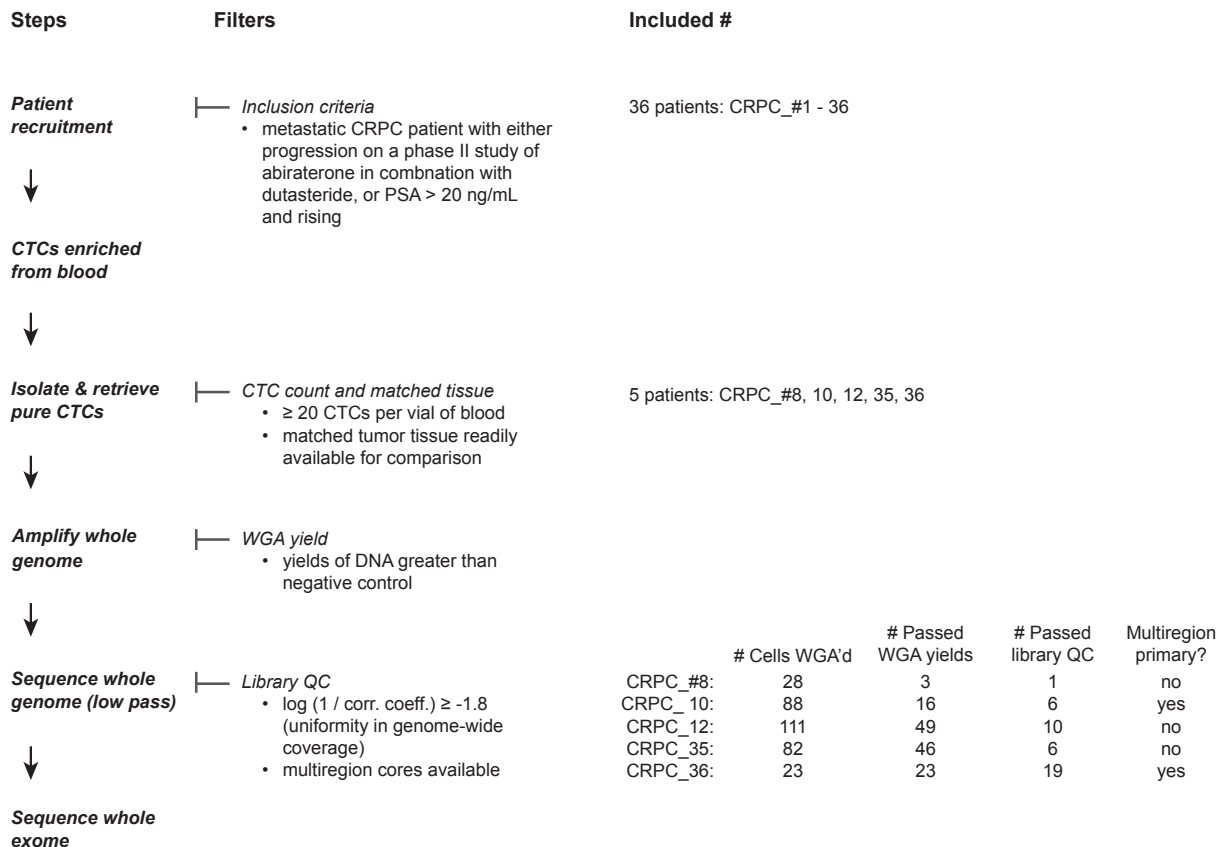 Steps Filters Included #
Patient recruitment
Inclusion criteria
• metastatic CRPC patient with either
progression on a phase II study of
abiraterone in combnation with
dutasteride, or PSA > 20 ng/mL
and rising
36 patients: CRPC_#1 - 36
CTCs enriched
from blood
Isolate & retrieve
pure CTCs
CTC count and matched tissue
• ≥ 20 CTCs per vial of blood
• matched tumor tissue readily
available for comparison
5 patients: CRPC_#8, 10, 12, 35, 36
Amplify whole
genome
WGA yield
• yields of DNA greater than
negative control
Sequence whole
genome (low pass)
Library QC
• log (1 / corr. coeff.) ≥ -1.8
(uniformity in genome-wide
coverage)
• multiregion cores available
# Passed # Passed Multiregion
# Cells WGA'd WGA yields library QC primary?
CRPC_#8: 28 3 1 no
CRPC_ 10: 88 16 6 yes
CRPC_12: 111 49 10 no
CRPC_35: 82 46 6 no
CRPC_36: 23 23 19 yes
Sequence whole
exome